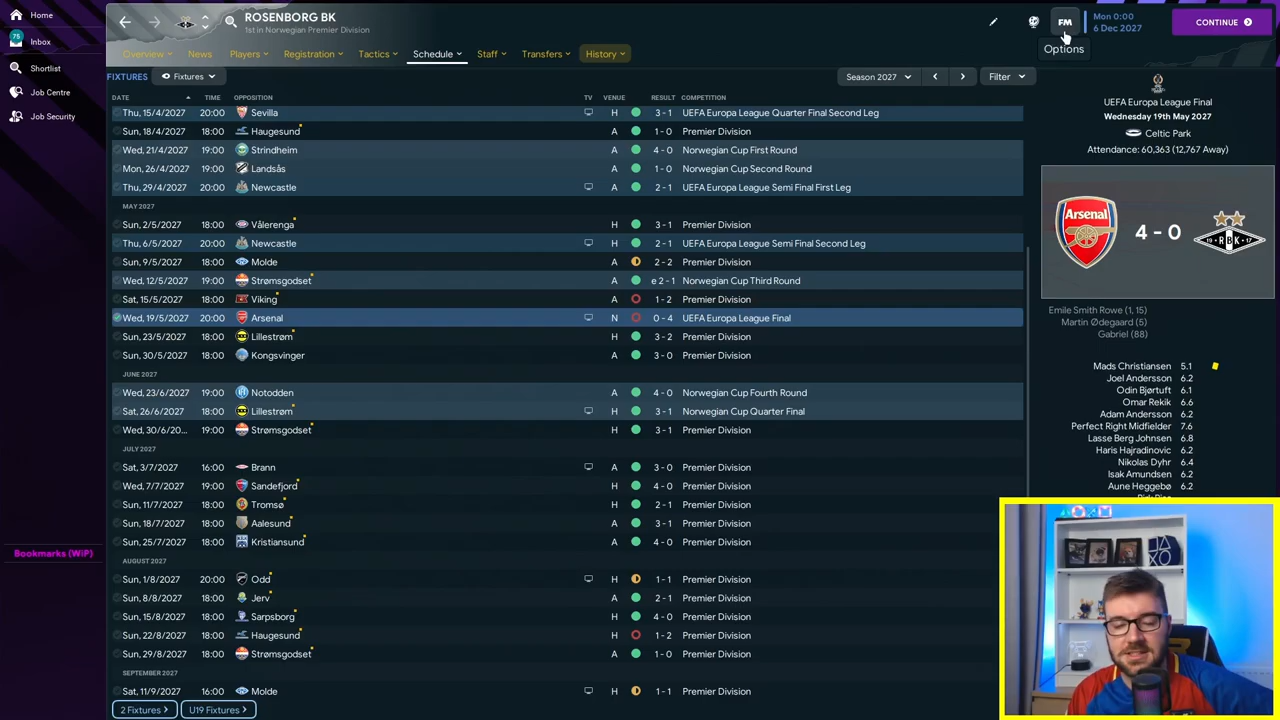 Home
75
Inbox
Shortlist
Job Centre
Job Security
Bookmarks (WiP)
ROSENBORG BK
1st in Norwegian Premier Division
FM
Mon 0:00
6 Dec 2027
CONTINUE
Options
Overview News Players Registration Tactics Schedule Staff Transfers History
FIXTURES Fixtures Season 2027 Filter
DATE TIME OPPOSITION TV VENUE RESULT COMPETITION
Thu, 15/4/2027 20:00 Sevilla H 3 - 1 UEFA Europa League Quarter Final Second Leg
Sun, 18/4/2027 18:00 Haugesund A 1 - 0 Premier Division
Wed, 21/4/2027 19:00 Strindheim A 4 - 0 Norwegian Cup First Round
Mon, 26/4/2027 19:00 Landsås A 1 - 0 Norwegian Cup Second Round
Thu, 29/4/2027 20:00 Newcastle A 2 - 1 UEFA Europa League Semi Final First Leg
MAY 2027
Sun, 2/5/2027 18:00 Vålerenga H 3 - 1 Premier Division
Thu, 6/5/2027 20:00 Newcastle H 2 - 1 UEFA Europa League Semi Final Second Leg
Sun, 9/5/2027 18:00 Molde A 2 - 2 Premier Division
Wed, 12/5/2027 19:00 Strømsgodset A e 2 - 1 Norwegian Cup Third Round
Sat, 15/5/2027 18:00 Viking A 1 - 2 Premier Division
Wed, 19/5/2027 20:00 Arsenal N 0 - 4 UEFA Europa League Final
Sun, 23/5/2027 18:00 Lillestrøm H 3 - 2 Premier Division
Sun, 30/5/2027 18:00 Kongsvinger A 3 - 0 Premier Division
JUNE 2027
Wed, 23/6/2027 19:00 Notodden A 4 - 0 Norwegian Cup Fourth Round
Sat, 26/6/2027 18:00 Lillestrøm H 3 - 1 Norwegian Cup Quarter Final
Wed, 30/6/20... 19:00 Strømsgodset H 3 - 1 Premier Division
JULY 2027
Sat, 3/7/2027 16:00 Brann A 3 - 0 Premier Division
Wed, 7/7/2027 19:00 Sandefjord H 4 - 0 Premier Division
Sun, 11/7/2027 18:00 Tromsø H 2 - 1 Premier Division
Sun, 18/7/2027 18:00 Aalesund A 3 - 1 Premier Division
Sun, 25/7/2027 18:00 Kristiansund H 4 - 0 Premier Division
AUGUST 2027
Sun, 1/8/2027 20:00 Odd H 1 - 1 Premier Division
Sun, 8/8/2027 18:00 Jerv A 2 - 1 Premier Division
Sun, 15/8/2027 18:00 Sarpsborg H 4 - 0 Premier Division
Sun, 22/8/2027 18:00 Haugesund H 1 - 2 Premier Division
Sun, 29/8/2027 18:00 Strømsgodset A 1 - 0 Premier Division
SEPTEMBER 2027
Sat, 11/9/2027 16:00 Molde H 1 - 1 Premier Division
2 Fixtures U19 Fixtures
UEFA Europa League Final
Wednesday 19th May 2027
Celtic Park
Attendance: 60,363 (12,767 Away)
Arsenal
4 - 0
RBK
19 17
Emile Smith Rowe (1, 15)
Martin Ødegaard (5)
Gabriel (88)
Mads Christiansen 5.1
Joel Andersson 6.2
Odin Bjørtuft 6.1
Omar Rekik 6.6
Adam Andersson 6.2
Perfect Right Midfielder 7.6
Lasse Berg Johnsen 6.8
Haris Hajradinovic 6.2
Nikolas Dyhr 6.4
Isak Amundsen 6.2
Aune Heggebø 6.2